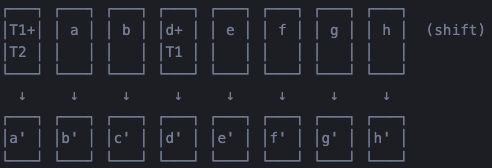 T1+ a b d+ e f g h (shift)
T2 T1
↓ ↓ ↓ ↓ ↓ ↓ ↓ ↓
a' b' c' d' e' f' g' h'